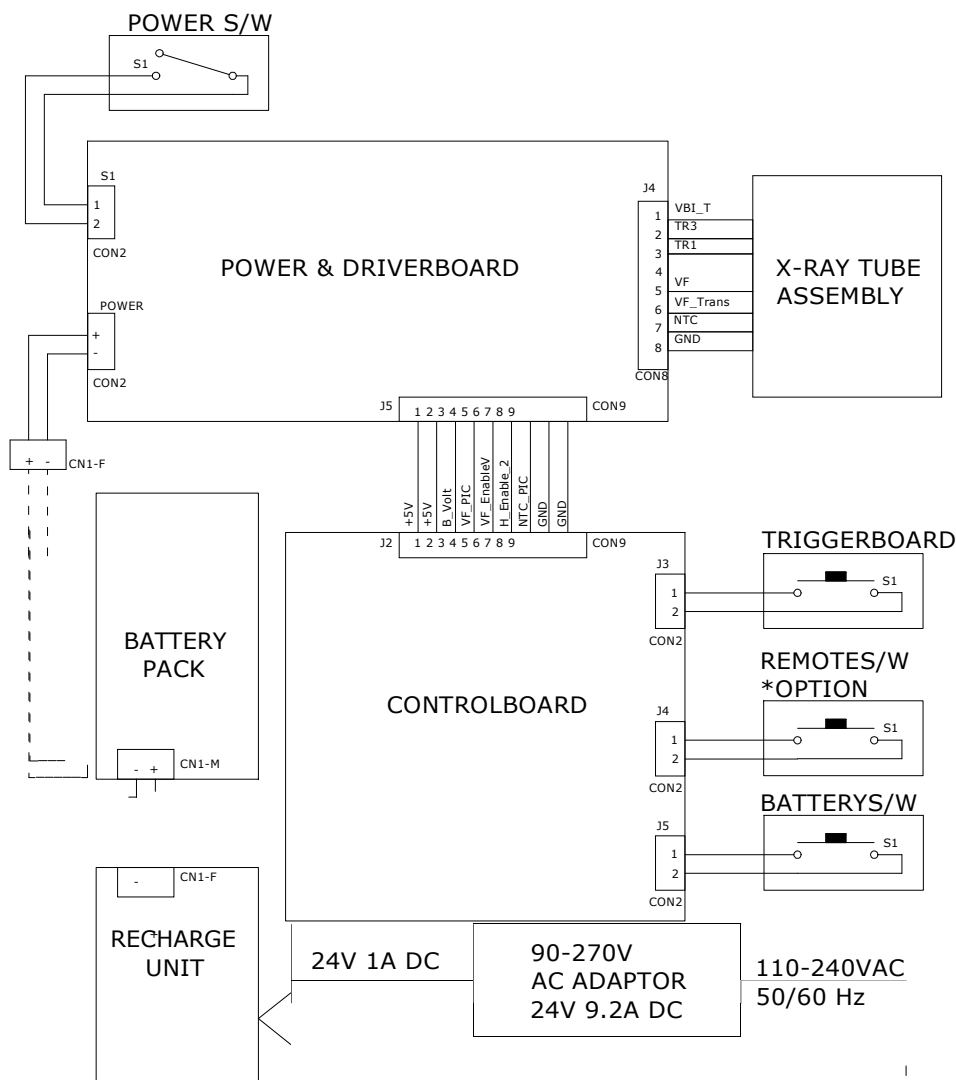 POWER S/W
S1
S1
1
2
CON2
POWER
+
-
CON2
POWER & DRIVERBOARD
J4
1
2
3
4
5
6
7
8
CON8
VBI_T
TR3
TR1
VF
VF_Trans
NTC
GND
X-RAY TUBE
ASSEMBLY
J5
1 2 3 4 5 6 7 8 9
CON9
+ -
CN1-F
+5V
+5V
B_Volt
VF_PIC
VF_EnableV
H_Enable_2
NTC_PIC
GND
GND
J2
1 2 3 4 5 6 7 8 9
CON9
CONTROLBOARD
J3
1
2
CON2
TRIGGERBOARD
S1
J4
1
2
CON2
REMOTES/W
*OPTION
S1
J5
1
2
CON2
BATTERYS/W
S1
BATTERY
PACK
- +
CN1-M
-
CN1-F
+
RECHARGE
UNIT
24V 1A DC
90-270V
AC ADAPTOR
24V 9.2A DC
110-240VAC
50/60 Hz